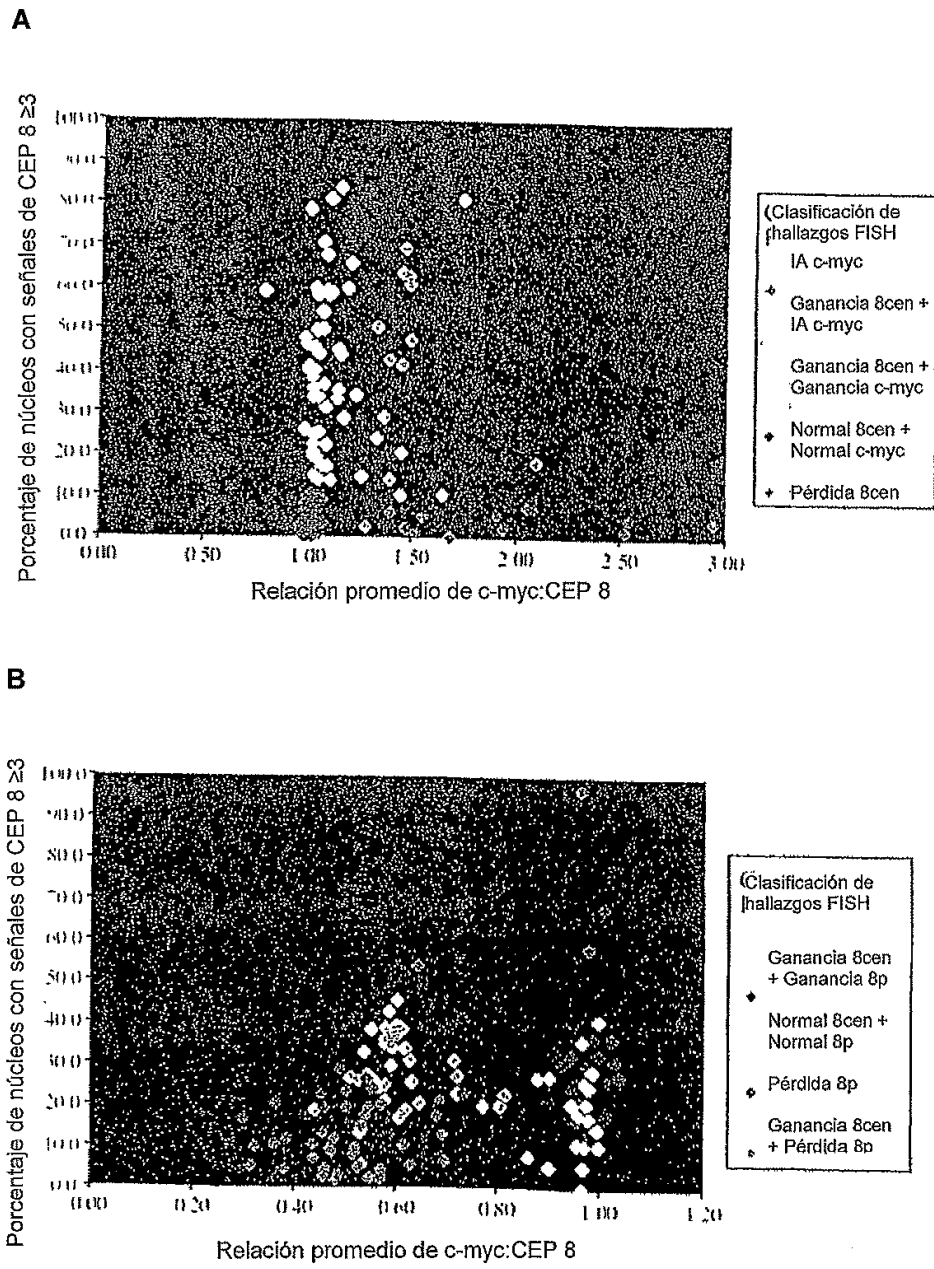 A
Porcentaje de núcleos con señales de CEP 8 ≥3
Clasificación de
hallazgos FISH
IA c-myc
Ganancia 8cen +
IA c-myc
Ganancia 8cen +
Ganancia c-myc
Normal 8cen +
Normal c-myc
Pérdida 8cen
0.00 0.50 1.00 1.50 2.00 2.50 3.00
Relación promedio de c-myc:CEP 8
B
Porcentaje de núcleos con señales de CEP 8 ≥3
Clasificación de
hallazgos FISH
Ganancia 8cen
+ Ganancia 8p
Normal 8cen +
Normal 8p
Pérdida 8p
Ganancia 8cen
+ Pérdida 8p
0.00 0.20 0.40 0.60 0.80 1.00 1.20
Relación promedio de c-myc:CEP 8